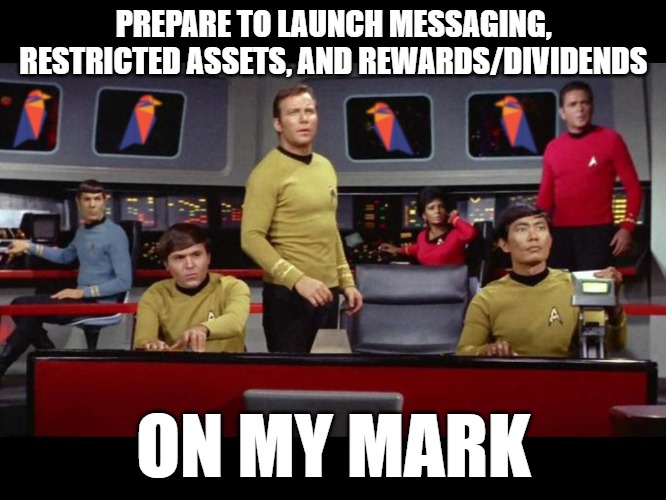 PREPARE TO LAUNCH MESSAGING,
RESTRICTED ASSETS, AND REWARDS/DIVIDENDS
ON MY MARK